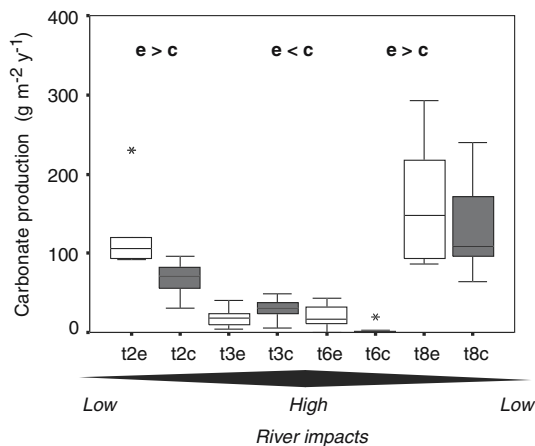 Carbonate production (g m-2 y-1)
400
300
200
100
0
e > c
e < c
e > c
*
*
t2e t2c t3e t3c t6e t6c t8e t8c
Low High Low
River impacts